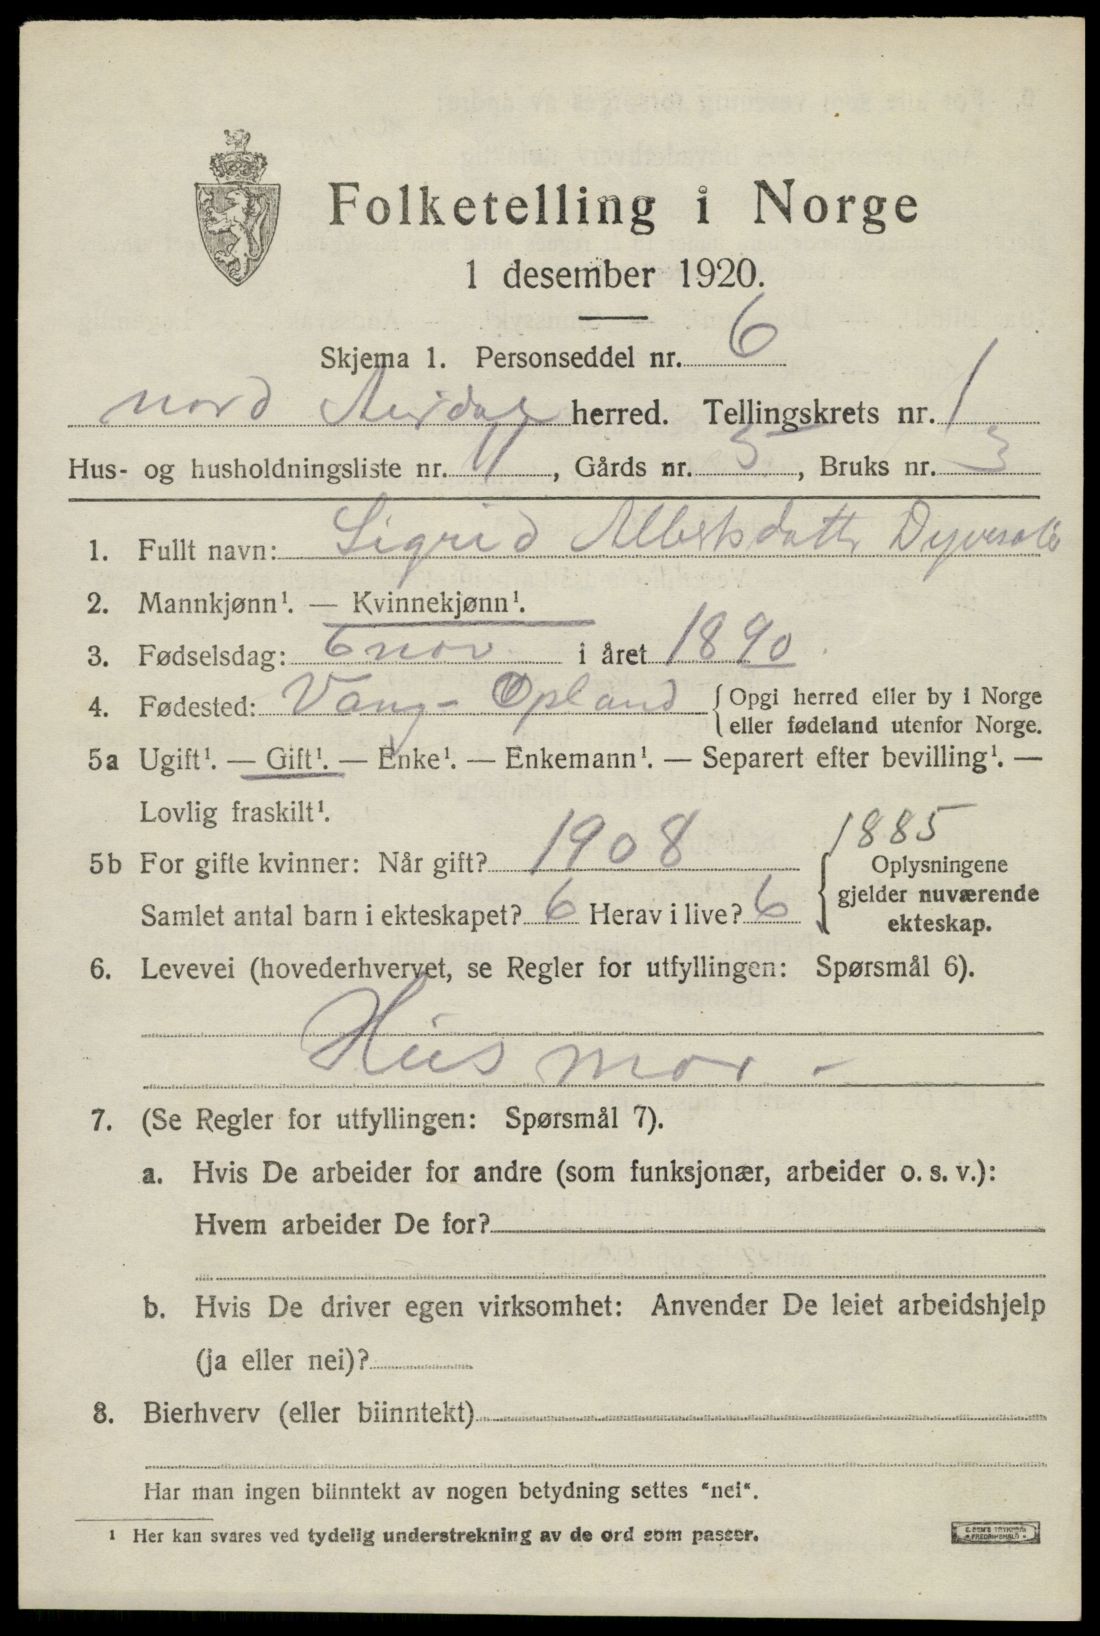 Folketelling i Norge
1 desember 1920.
Skjema 1. Personseddel nr. 6
nord Aurdal herred. Tellingskrets nr. 1
Hus- og husholdningsliste nr. 11, Gårds nr. 5, Bruks nr. 3
1. Fullt navn: Sigrid
2. Mannkjønn¹. — Kvinnekjønn¹.
3. Fødselsdag: 6 nov. i året 1890.
4. Fødested: Vang - Opland { Opgi herred eller by i Norge
eller fødeland utenfor Norge.
5a Ugift¹. — Gift¹. — Enke¹. — Enkemann¹. — Separert efter bevilling¹. —
Lovlig fraskilt¹.
1885
5b For gifte kvinner: Når gift? 1908
Samlet antal barn i ekteskapet? 6 Herav i live? 6
{ Oplysningene
gjelder nuværende
ekteskap.
6. Levevei (hovederhvervet, se Regler for utfyllingen: Spørsmål 6).
Husmor -
7. (Se Regler for utfyllingen: Spørsmål 7).
a. Hvis De arbeider for andre (som funksjonær, arbeider o. s. v.):
Hvem arbeider De for?
b. Hvis De driver egen virksomhet: Anvender De leiet arbeidshjelp
(ja eller nei)?
8. Bierhverv (eller biinntekt)
Har man ingen biinntekt av nogen betydning settes "nei".
¹ Her kan svares ved tydelig understrekning av de ord som passer.